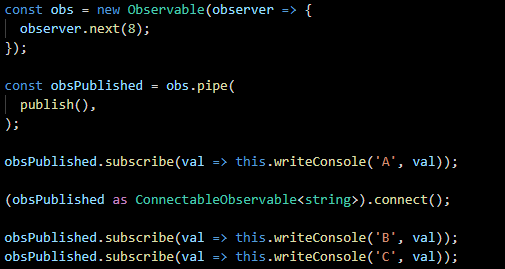 const obs = new Observable(observer => {
  observer.next(8);
});

const obsPublished = obs.pipe(
  publish(),
);

obsPublished.subscribe(val => this.writeConsole('A', val));

(obsPublished as ConnectableObservable<string>).connect();

obsPublished.subscribe(val => this.writeConsole('B', val));
obsPublished.subscribe(val => this.writeConsole('C', val));